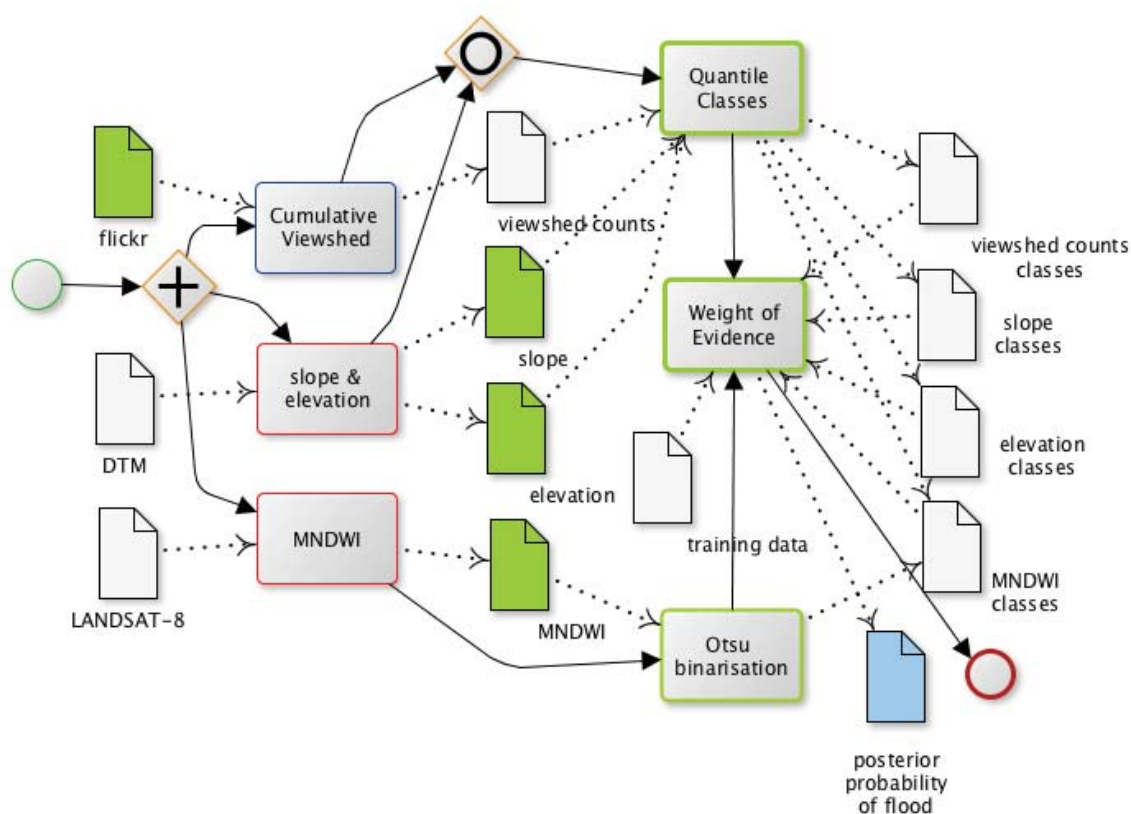 Quantile
Classes
flickr
Cumulative
Viewshed
viewshed counts
viewshed counts
classes
slope &
elevation
slope
Weight of
Evidence
slope
classes
DTM
elevation
elevation
classes
MNDWI
training data
LANDSAT-8
MNDWI
MNDWI
classes
Otsu
binarisation
posterior
probability
of flood